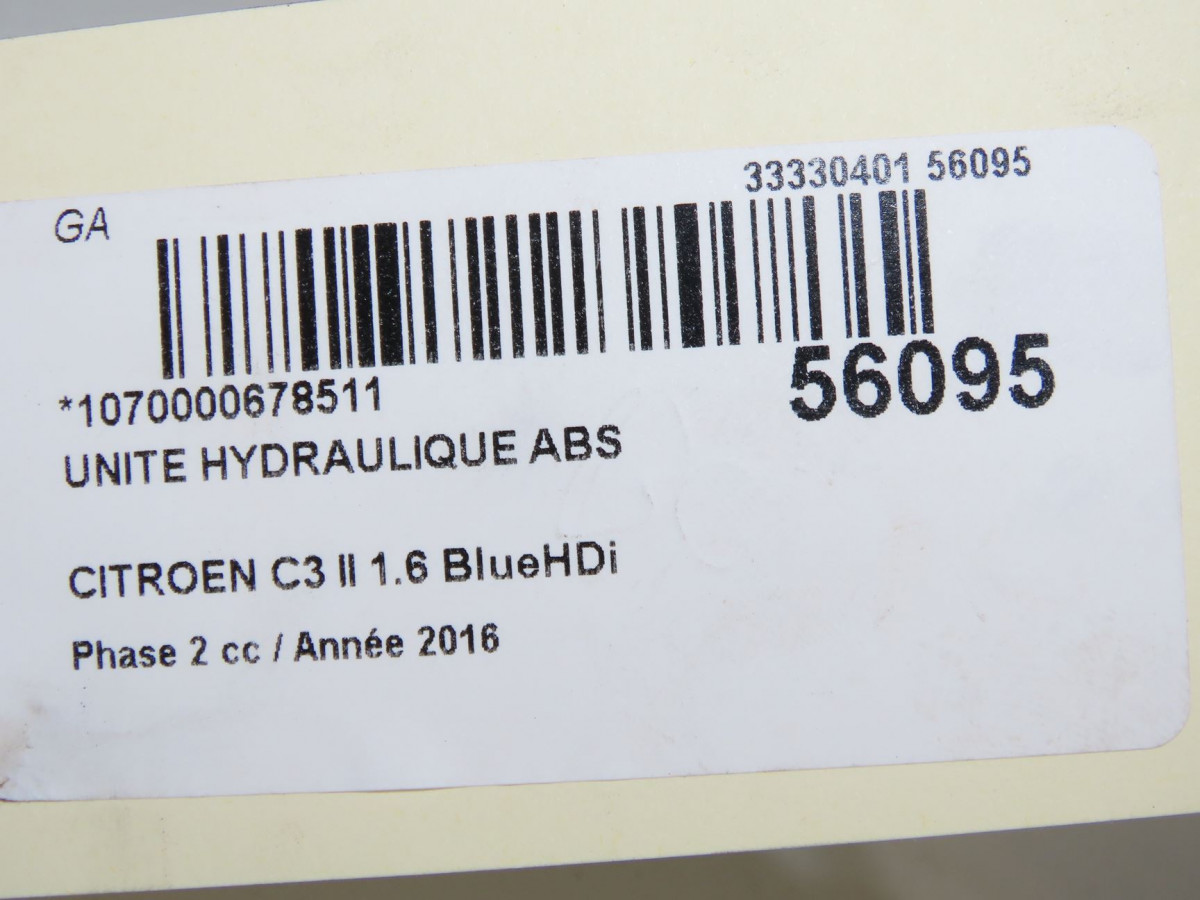 33330401 56095
GA
*1070000678511
56095
UNITE HYDRAULIQUE ABS
CITROEN C3 II 1.6 BlueHDi
Phase 2 cc / Année 2016